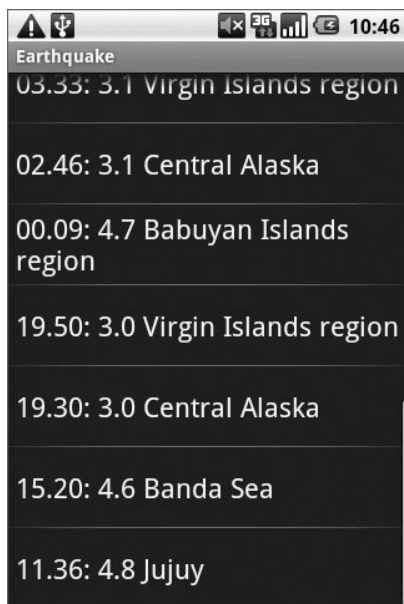 3G 10:46
Earthquake
03.33: 3.1 Virgin Islands region
02.46: 3.1 Central Alaska
00.09: 4.7 Babuyan Islands
region
19.50: 3.0 Virgin Islands region
19.30: 3.0 Central Alaska
15.20: 4.6 Banda Sea
11.36: 4.8 Jujuy